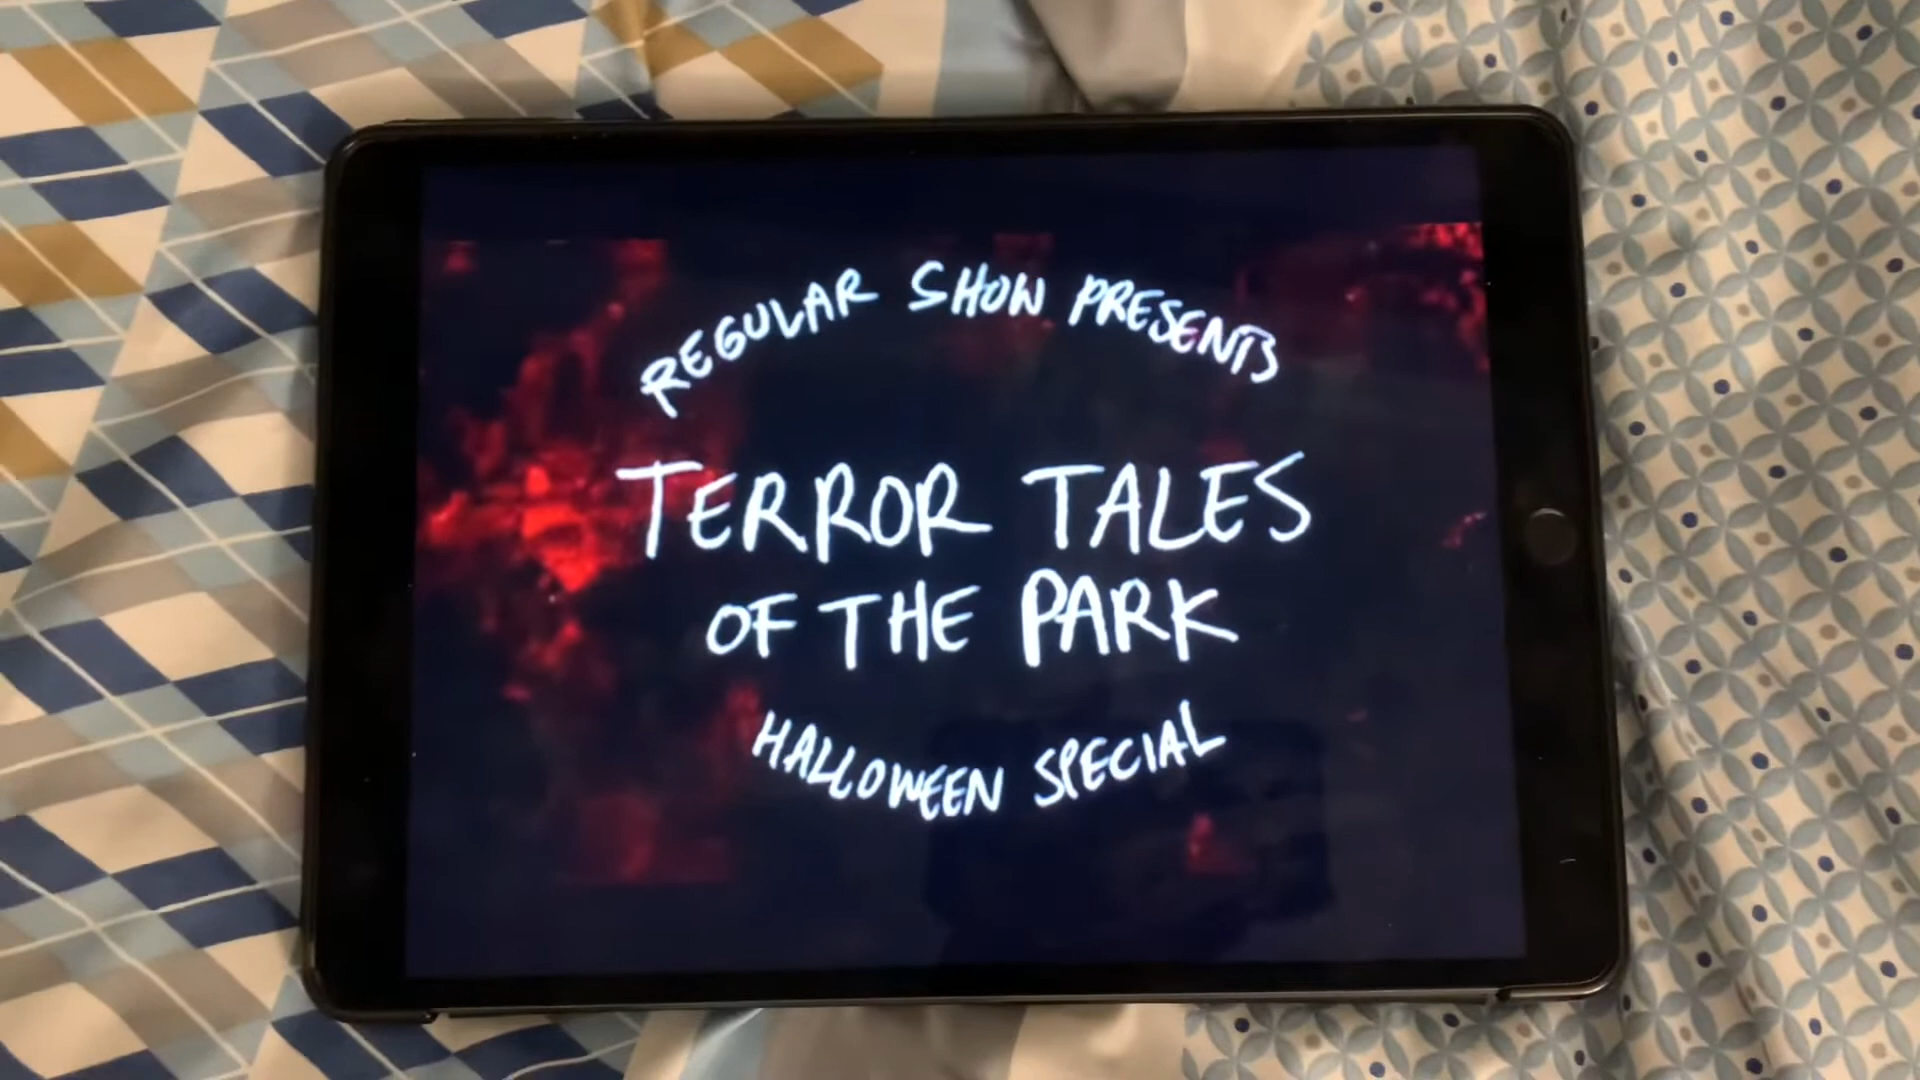 REGULAR SHOW PRESENTS
TERROR TALES
OF THE PARK
HALLOWEEN SPECIAL